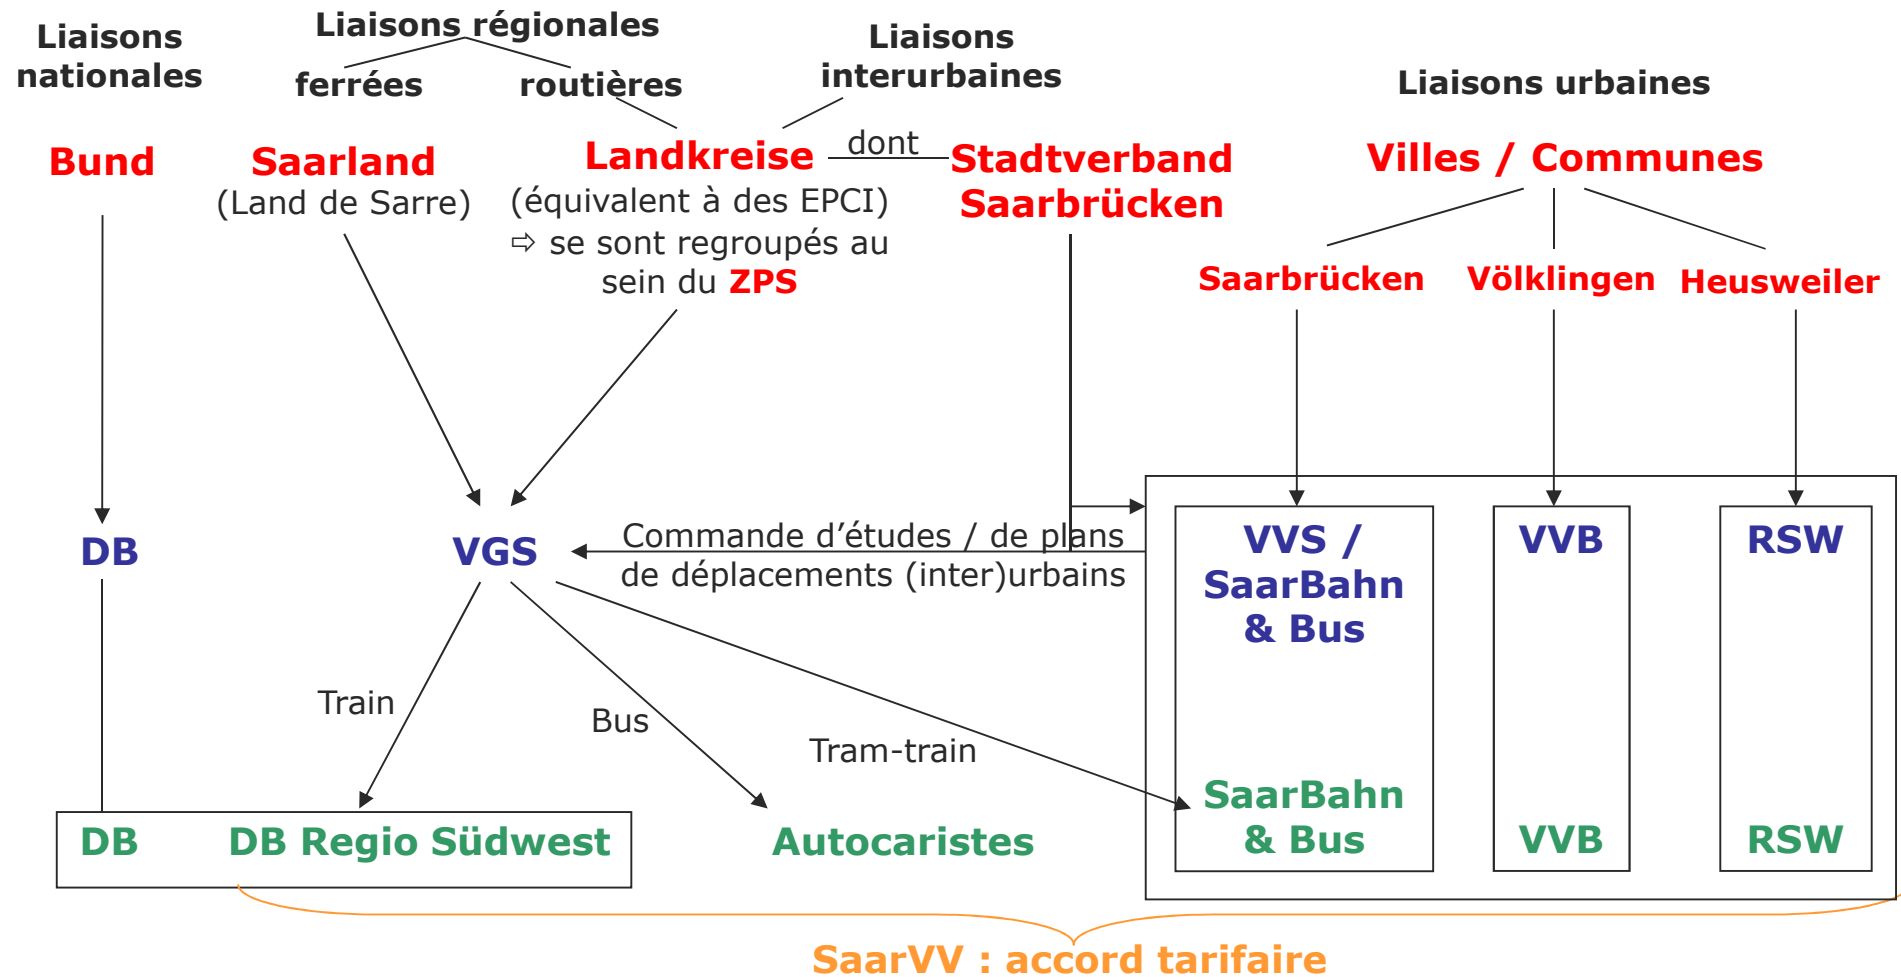 Liaisons
nationales
Liaisons régionales
ferrées
routières
Liaisons
interurbaines
Liaisons urbaines
Bund
Saarland
(Land de Sarre)
Landkreise
(équivalent à des EPCI)
⇨ se sont regroupés au
sein du ZPS
dont
Stadtverband
Saarbrücken
Villes / Communes
Saarbrücken
Völklingen
Heusweiler
DB
VGS
Commande d’études / de plans
de déplacements (inter)urbains
VVS /
SaarBahn
& Bus
VVB
RSW
Train
Bus
Tram-train
DB
DB Regio Südwest
Autocaristes
SaarBahn
& Bus
VVB
RSW
SaarVV : accord tarifaire